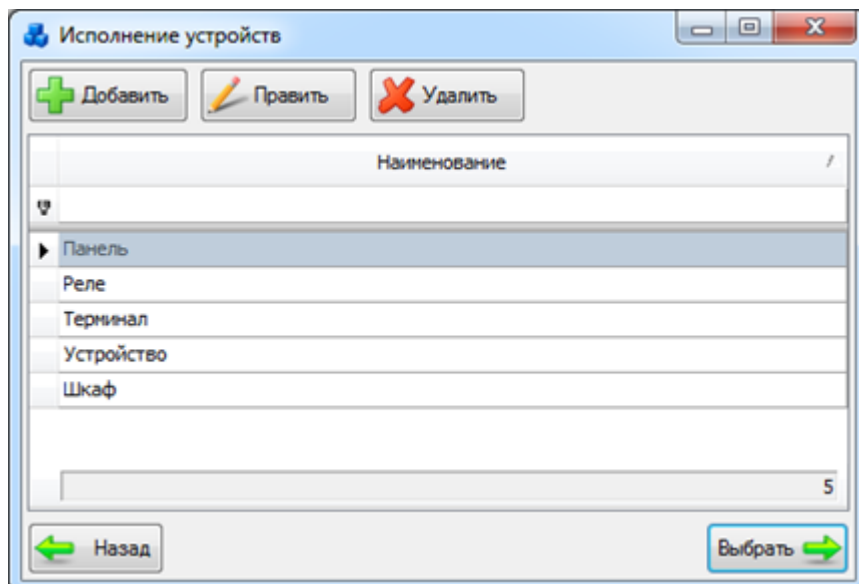 Исполнение устройств
Добавить Править Удалить
Наименование
Панель
Реле
Терминал
Устройство
Шкаф
5
Назад Выбрать